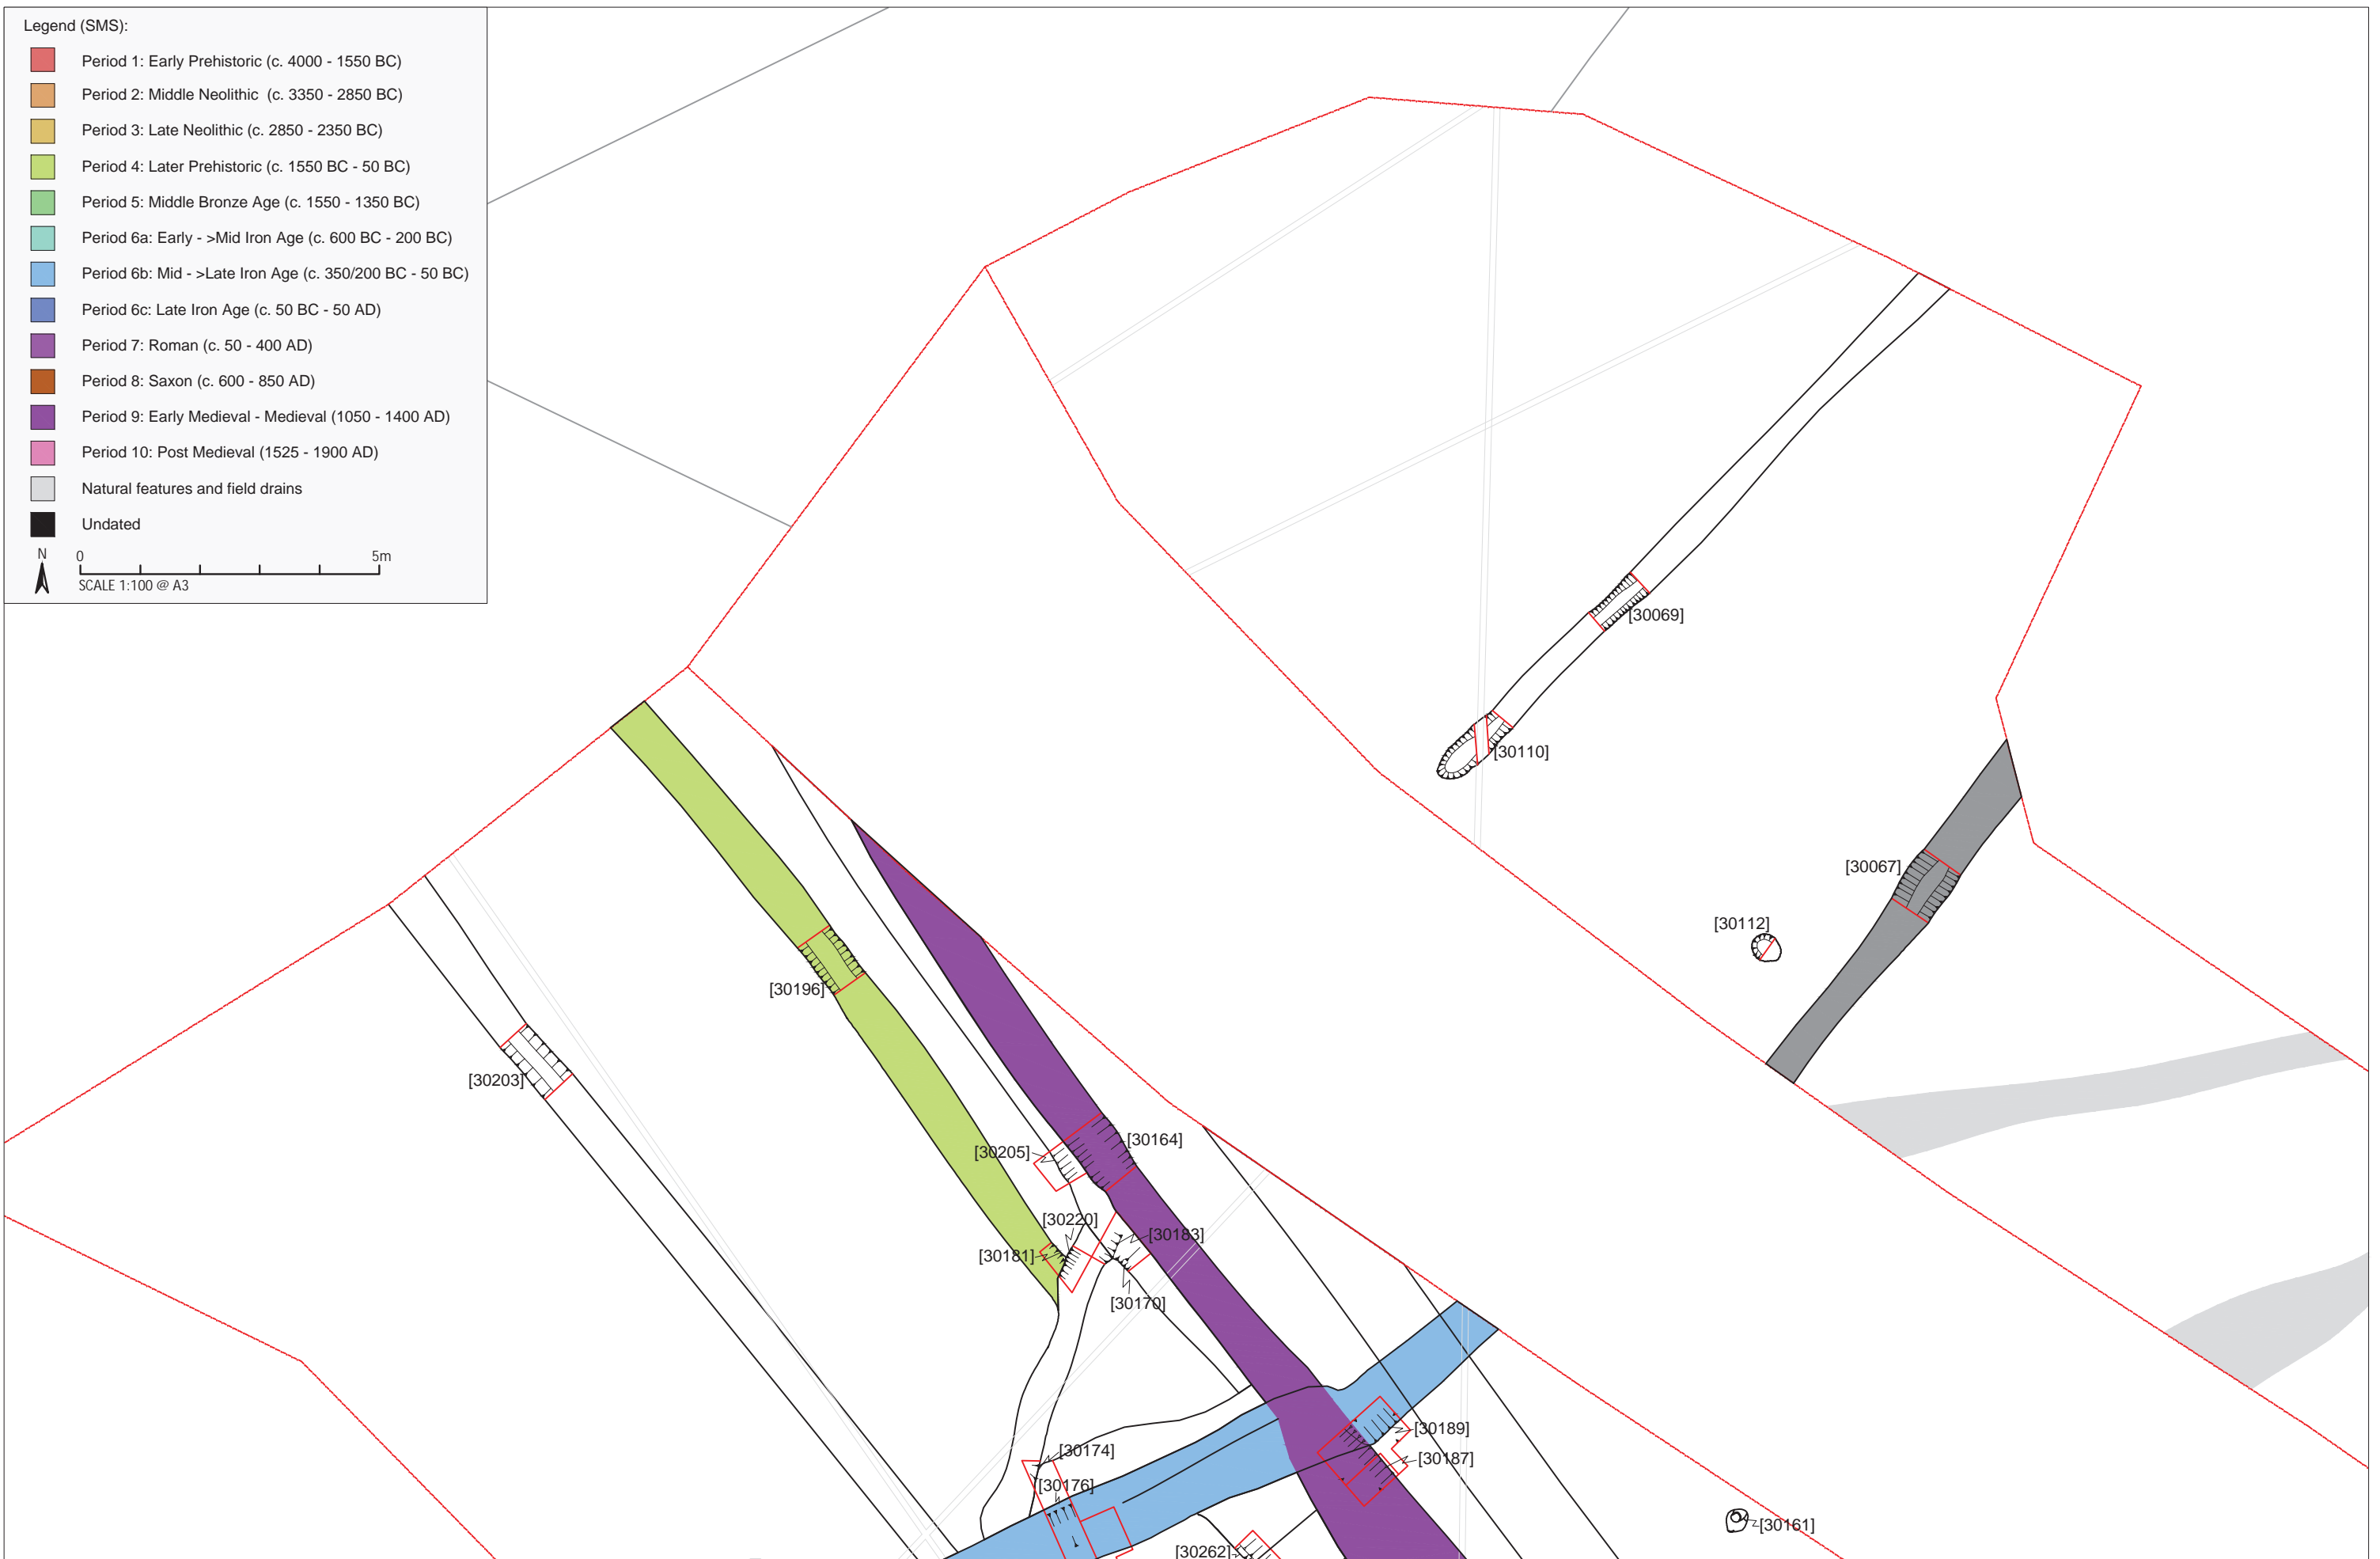 Legend (SMS):
Period 1: Early Prehistoric (c. 4000 - 1550 BC)
Period 2: Middle Neolithic (c. 3350 - 2850 BC)
Period 3: Late Neolithic (c. 2850 - 2350 BC)
Period 4: Later Prehistoric (c. 1550 BC - 50 BC)
Period 5: Middle Bronze Age (c. 1550 - 1350 BC)
Period 6a: Early - >Mid Iron Age (c. 600 BC - 200 BC)
Period 6b: Mid - >Late Iron Age (c. 350/200 BC - 50 BC)
Period 6c: Late Iron Age (c. 50 BC - 50 AD)
Period 7: Roman (c. 50 - 400 AD)
Period 8: Saxon (c. 600 - 850 AD)
Period 9: Early Medieval - Medieval (1050 - 1400 AD)
Period 10: Post Medieval (1525 - 1900 AD)
Natural features and field drains
Undated
N 0 5m
SCALE 1:100 @ A3
[30069]
[30110]
[30067]
[30112]
[30196]
[30203]
[30164]
[30205]
[30220]
[30183]
[30181]
[30170]
[30189]
[30174]
[30187]
[30176]
[30161]
[30262]